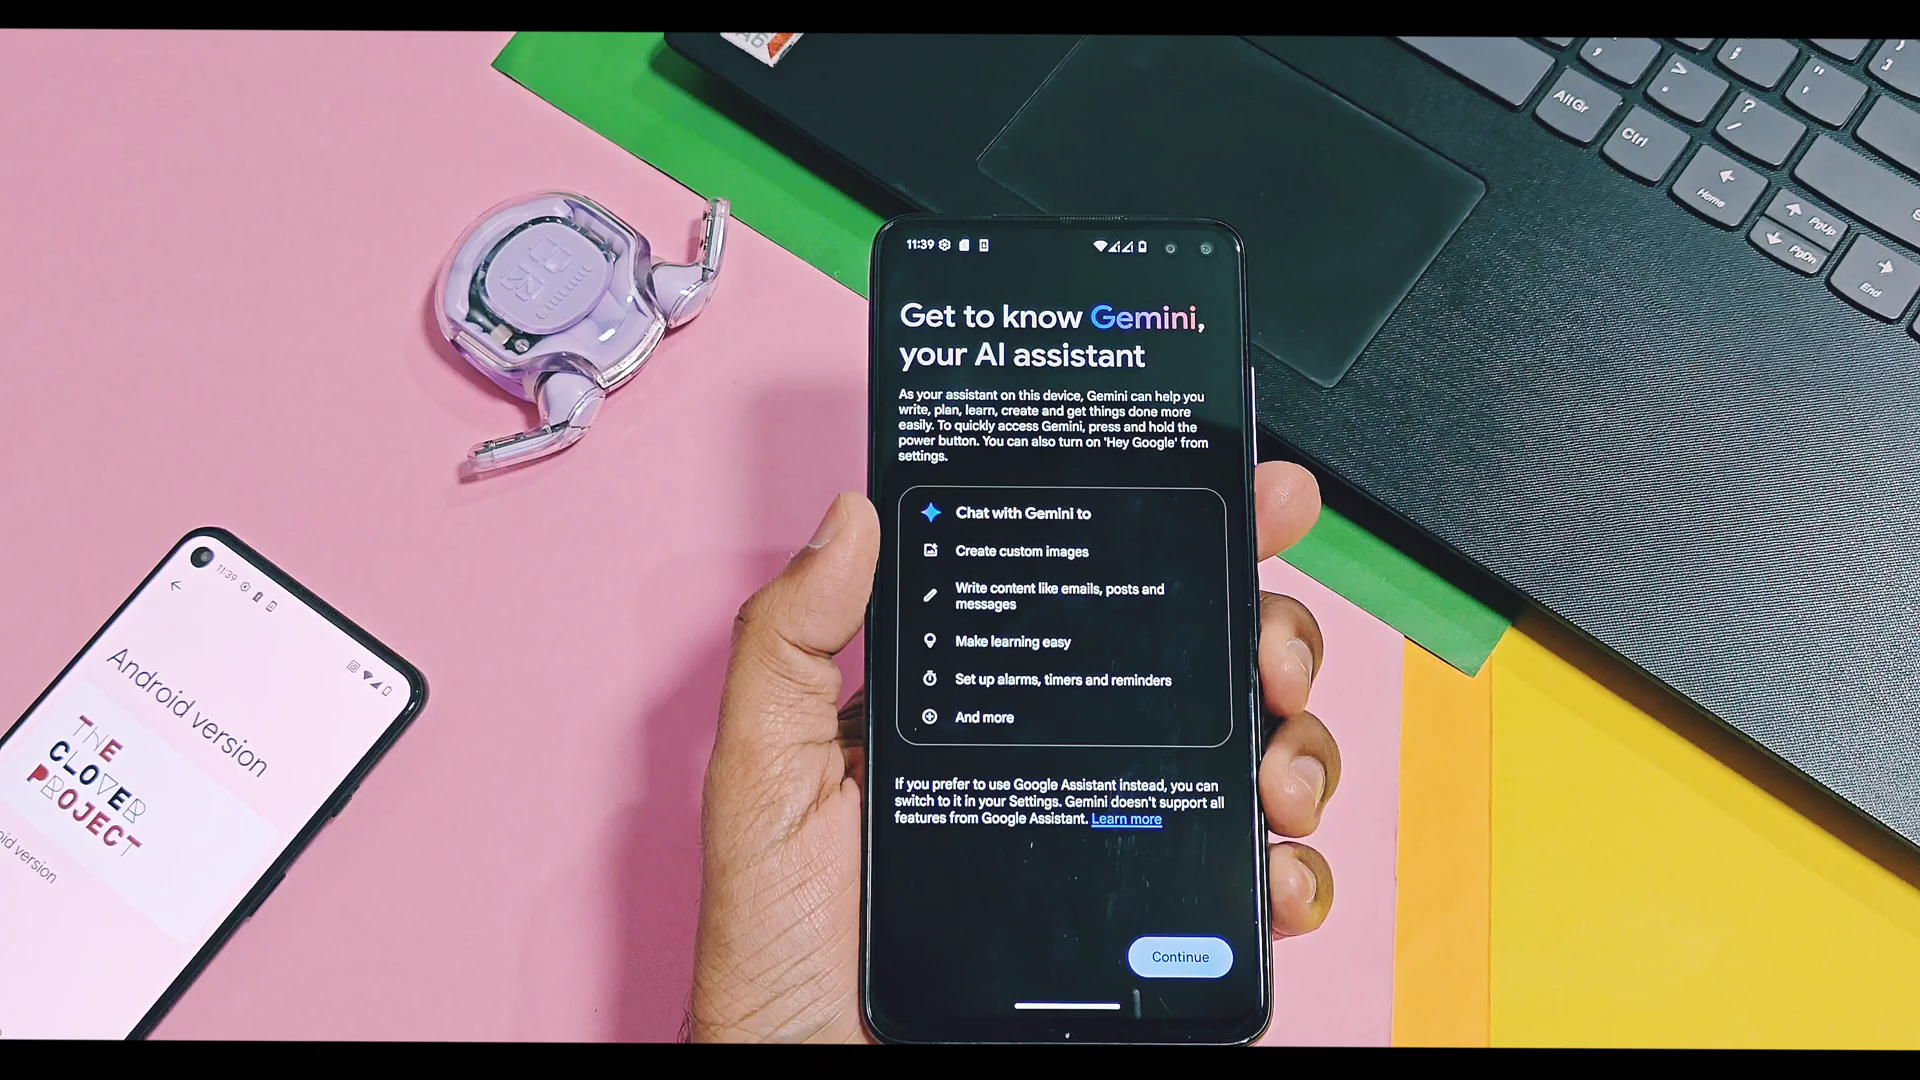 A6
AltGr
Ctrl
Home
PgUp
PgDn
End
?
/
>
.
"
'
:
;
,
11:39
Get to know Gemini,
your AI assistant
As your assistant on this device, Gemini can help you
write, plan, learn, create and get things done more
easily. To quickly access Gemini, press and hold the
power button. You can also turn on 'Hey Google' from
settings.
Chat with Gemini to
Create custom images
Write content like emails, posts and
messages
Make learning easy
Set up alarms, timers and reminders
And more
If you prefer to use Google Assistant instead, you can
switch to it in your Settings. Gemini doesn't support all
features from Google Assistant. Learn more
Continue
11:39
Android version
THE
CLOVER
PROJECT
version